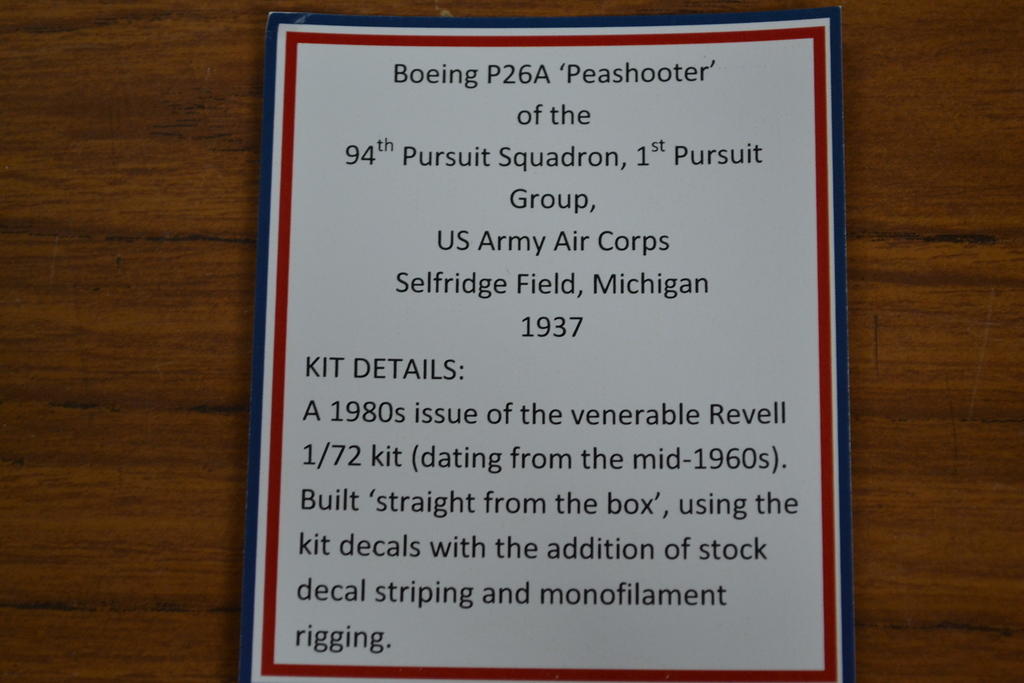 Boeing P26A ‘Peashooter’
of the
94th Pursuit Squadron, 1st Pursuit
Group,
US Army Air Corps
Selfridge Field, Michigan
1937
KIT DETAILS:
A 1980s issue of the venerable Revell
1/72 kit (dating from the mid-1960s).
Built ‘straight from the box’, using the
kit decals with the addition of stock
decal striping and monofilament
rigging.